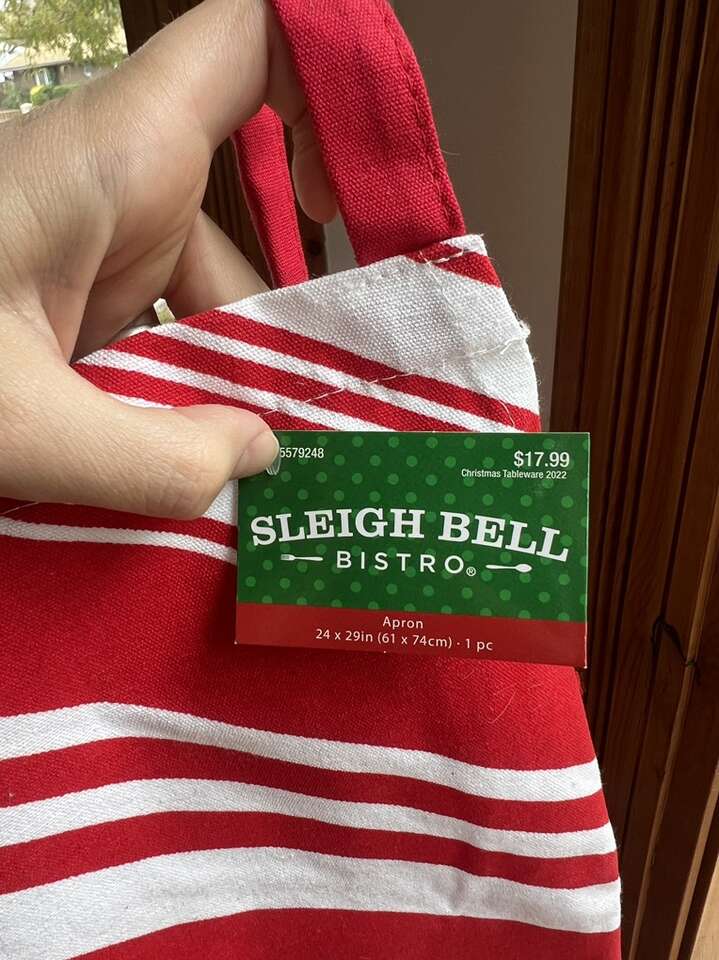 5579248
$17.99
Christmas Tableware 2022
SLEIGH BELL
BISTRO®
Apron
24 x 29in (61 x 74cm) · 1 pc